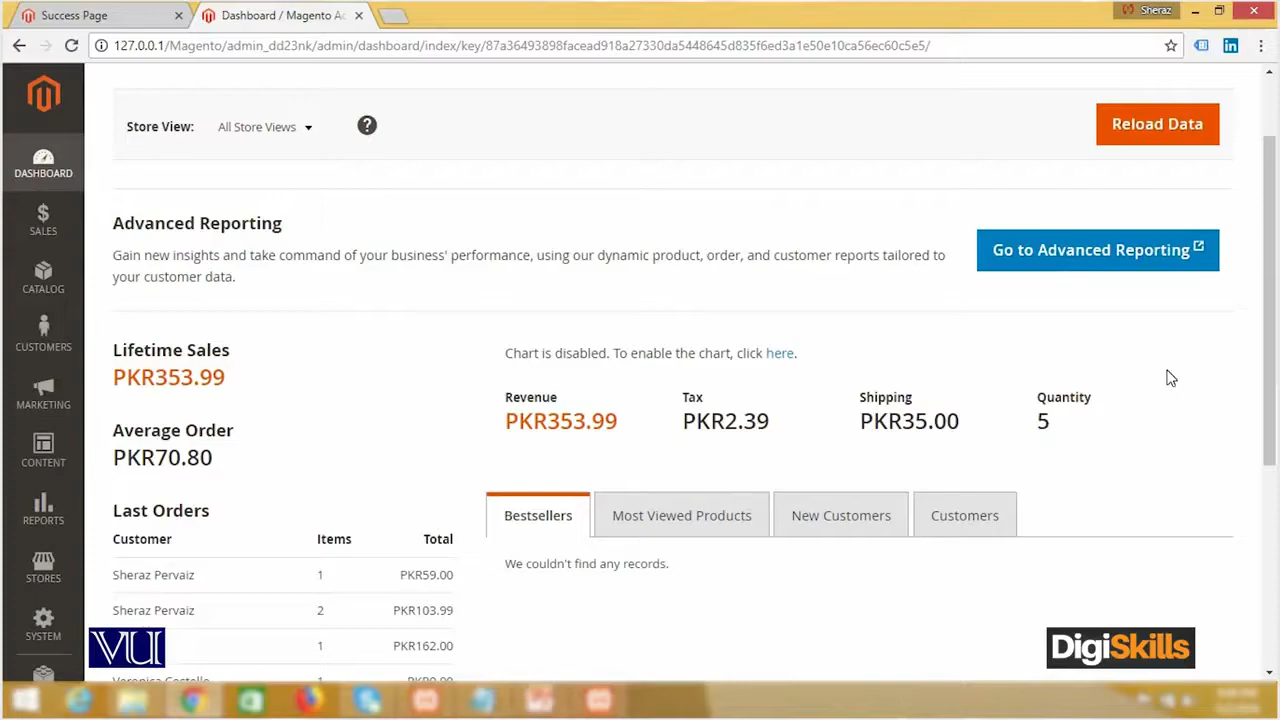 Success Page
Dashboard / Magento Ac
Sheraz
127.0.0.1/Magento/admin_dd23nk/admin/dashboard/index/key/87a36f93898facead918a27330da5448645d835f6ed3a1e50e10ca56ec60c5e5/
Store View: All Store Views
Reload Data
DASHBOARD
SALES
CATALOG
CUSTOMERS
MARKETING
CONTENT
REPORTS
STORES
SYSTEM
Advanced Reporting
Gain new insights and take command of your business' performance, using our dynamic product, order, and customer reports tailored to
your customer data.
Go to Advanced Reporting
Lifetime Sales
PKR353.99
Average Order
PKR70.80
Chart is disabled. To enable the chart, click here.
Revenue Tax Shipping Quantity
PKR353.99 PKR2.39 PKR35.00 5
Last Orders
Customer Items Total
Sheraz Pervaiz 1 PKR59.00
Sheraz Pervaiz 2 PKR103.99
1 PKR162.00
Veronica Costello 1
Bestsellers Most Viewed Products New Customers Customers
We couldn't find any records.
VU
DigiSkills